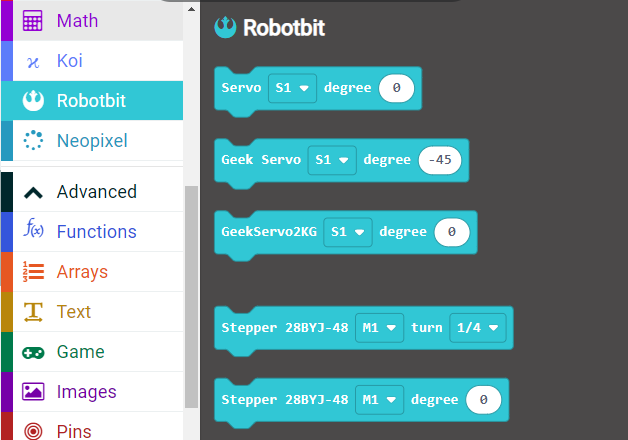 Math
Koi
Robotbit
Neopixel
Advanced
Functions
Arrays
Text
Game
Images
Pins
Robotbit
Servo S1 degree 0
Geek Servo S1 degree -45
GeekServo2KG S1 degree 0
Stepper 28BYJ-48 M1 turn 1/4
Stepper 28BYJ-48 M1 degree 0